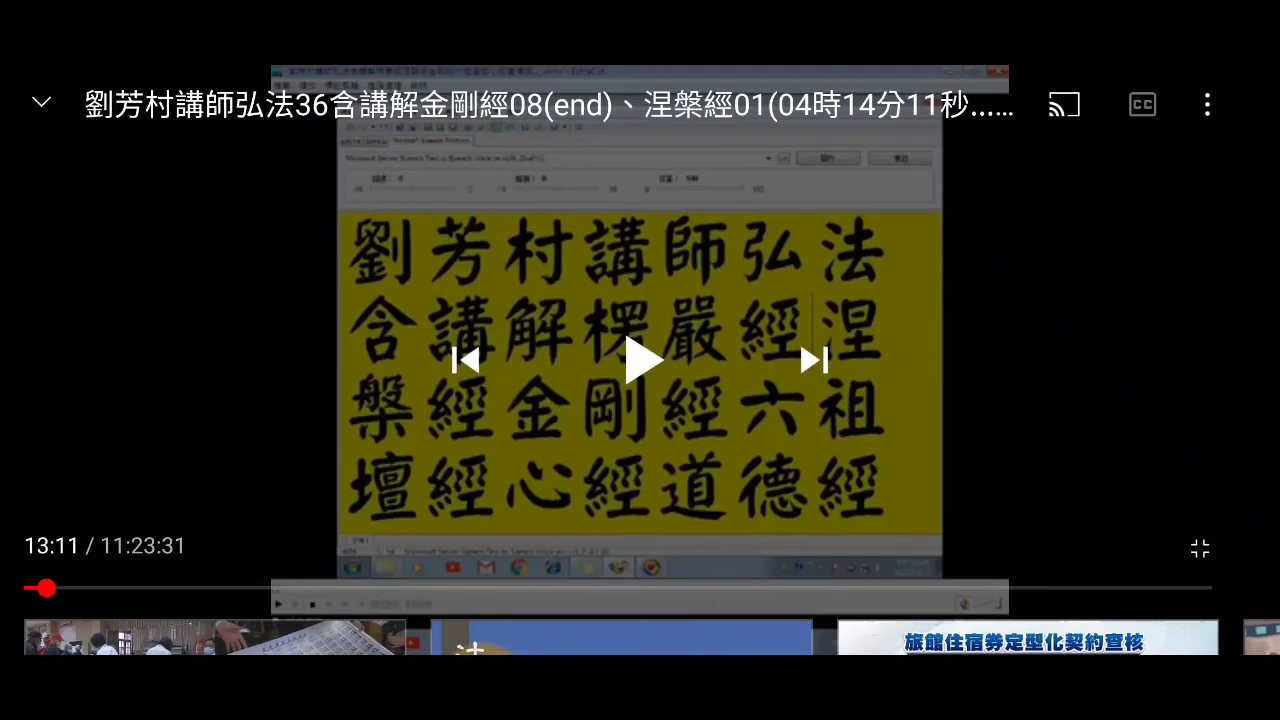 劉芳村講師弘法36含講解金剛經08(end)、涅槃經01(04時14分11秒......
劉芳村講師弘法
含講解楞嚴經涅
槃經金剛經六祖
壇經心經道德經
13:11 / 11:23:31
旅館住宿券定型化契約查核